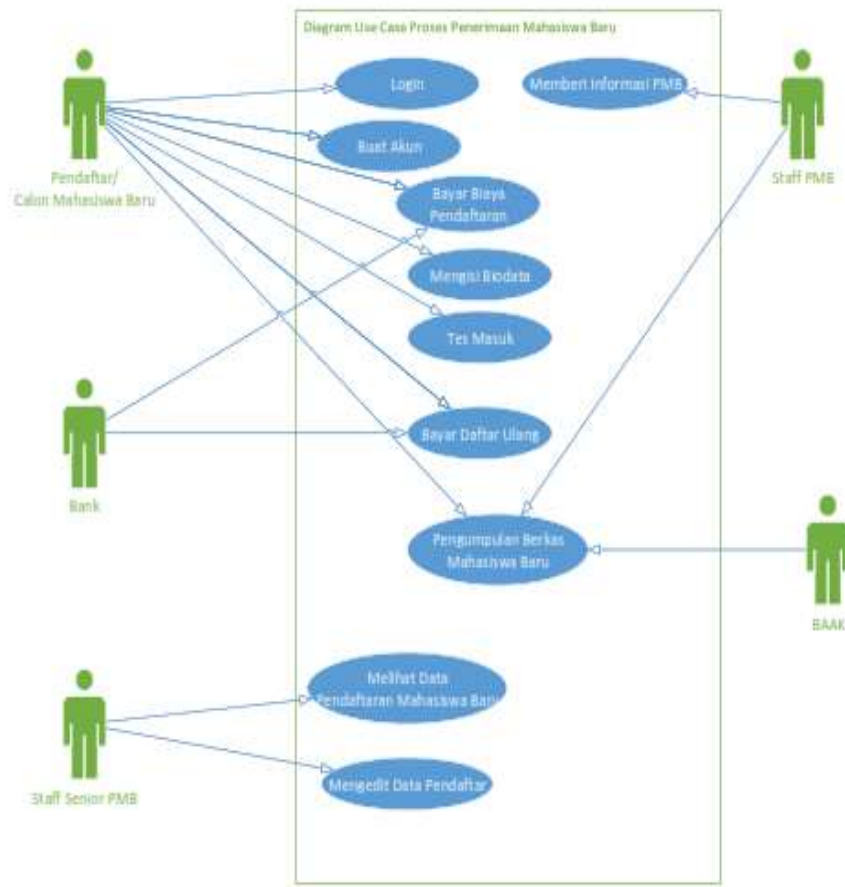 Diagram Use Case Proses Penerimaan Mahasiswa Baru
Login
Memberi Informasi PMB
Buat Akun
Pendaftar/
Calon Mahasiswa Baru
Staff PMB
Bayar Biaya
Pendaftaran
Mengisi Biodata
Tes Masuk
Bayar Daftar Ulang
Bank
Pengumpulan Berkas
Mahasiswa Baru
BAAK
Melihat Data
Pendaftaran Mahasiswa Baru
Mengedit Data Pendaftar
Staff Senior PMB